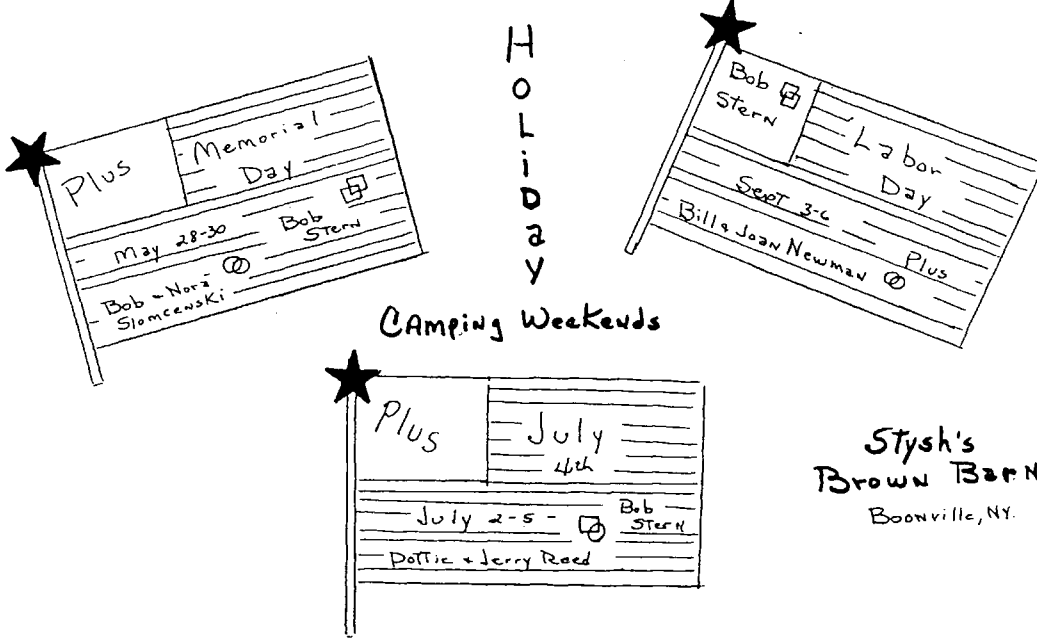 HOLiDay
CAmping Weekends
Plus
Memorial
Day
May 28-30
Bob
Stern
Bob - Nora
Slomcenski
Bob
Stern
Labor
Day
Sept 3-6
Plus
Bill & Joan Newman
Plus
July
4th
July 2-5 -
Bob
Stern
Dottie + Jerry Reed
Stysh's
Brown Barn
Boonville, NY.